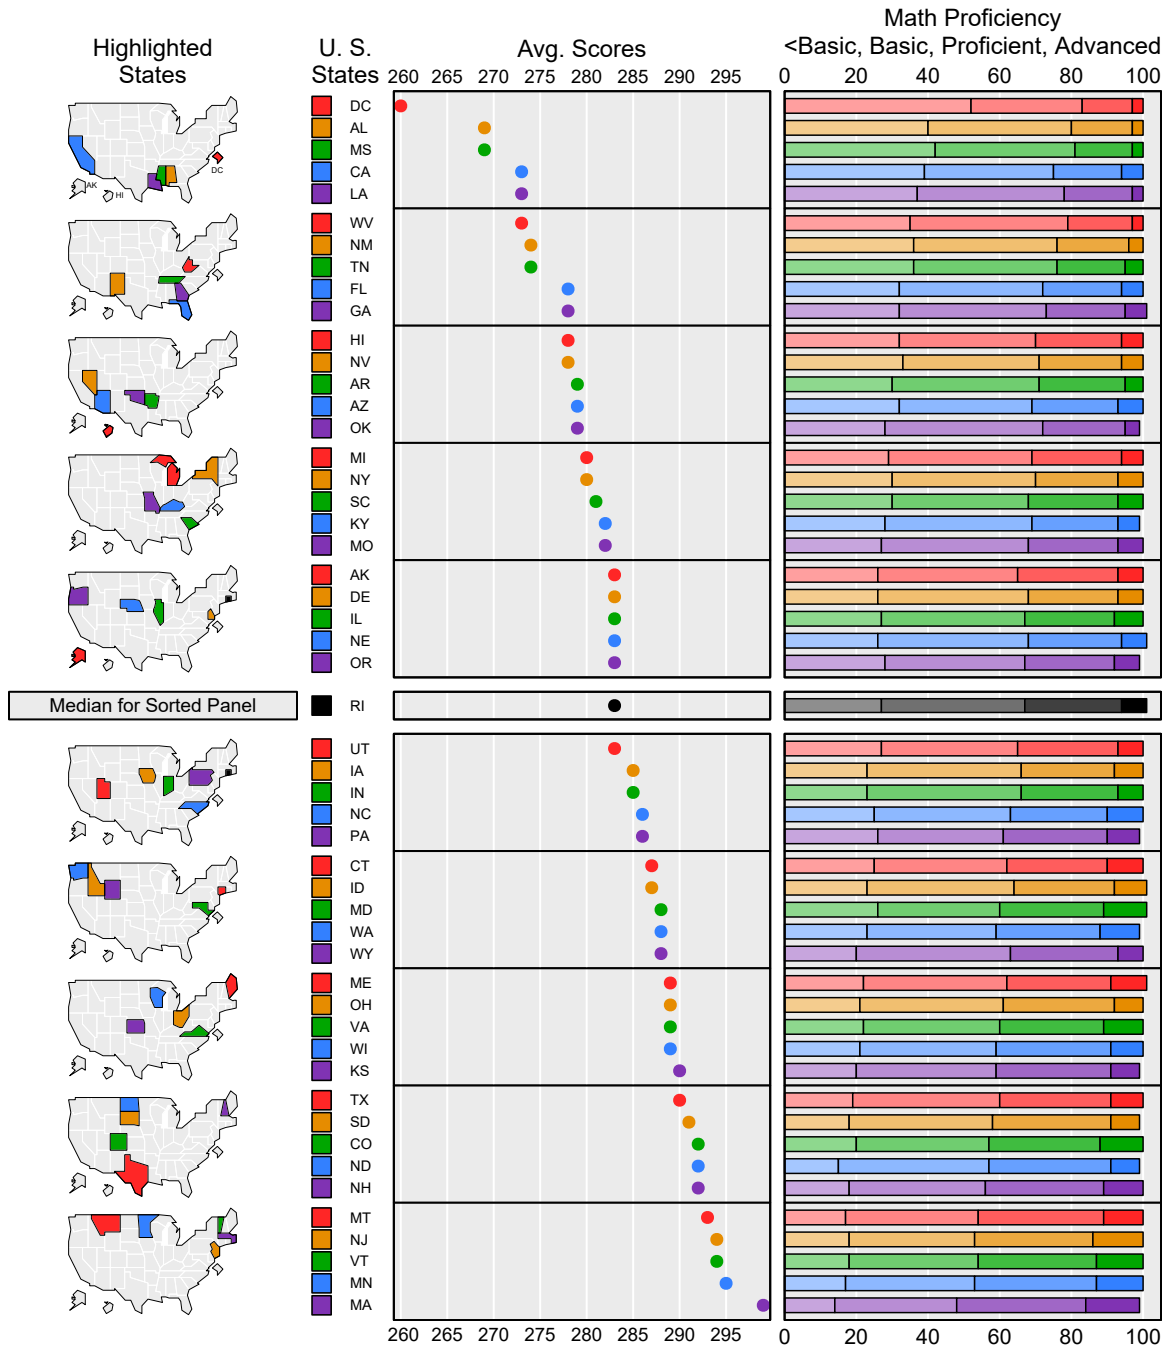 Math Proficiency
Highlighted U. S. Avg. Scores <Basic, Basic, Proficient, Advanced
States States
260 265 270 275 280 285 290 295 0 20 40 60 80 100
DC
AL
MS
CA
LA
AK HI DC
WV
NM
TN
FL
GA
HI
NV
AR
AZ
OK
MI
NY
SC
KY
MO
AK
DE
IL
NE
OR
Median for Sorted Panel RI
UT
IA
IN
NC
PA
CT
ID
MD
WA
WY
ME
OH
VA
WI
KS
TX
SD
CO
ND
NH
MT
NJ
VT
MN
MA
260 265 270 275 280 285 290 295 0 20 40 60 80 100